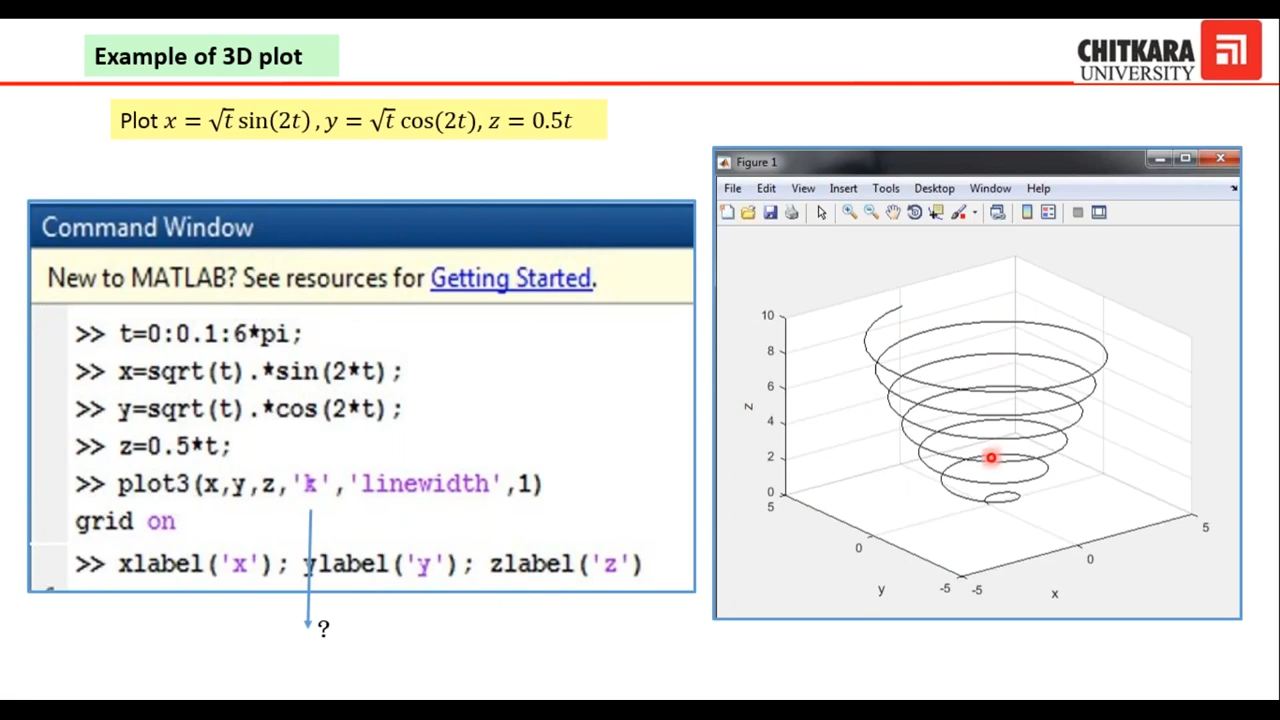 Example of 3D plot
CHITKARA
UNIVERSITY
Plot x = √t sin(2t) , y = √t cos(2t), z = 0.5t
Command Window
New to MATLAB? See resources for Getting Started.
>> t=0:0.1:6*pi;
>> x=sqrt(t).*sin(2*t);
>> y=sqrt(t).*cos(2*t);
>> z=0.5*t;
>> plot3(x,y,z,'k','linewidth',1)
grid on
>> xlabel('x'); ylabel('y'); zlabel('z')
?
Figure 1
File Edit View Insert Tools Desktop Window Help
10
8
6
4
2
0
z
5
0
-5
y
-5
0
5
x